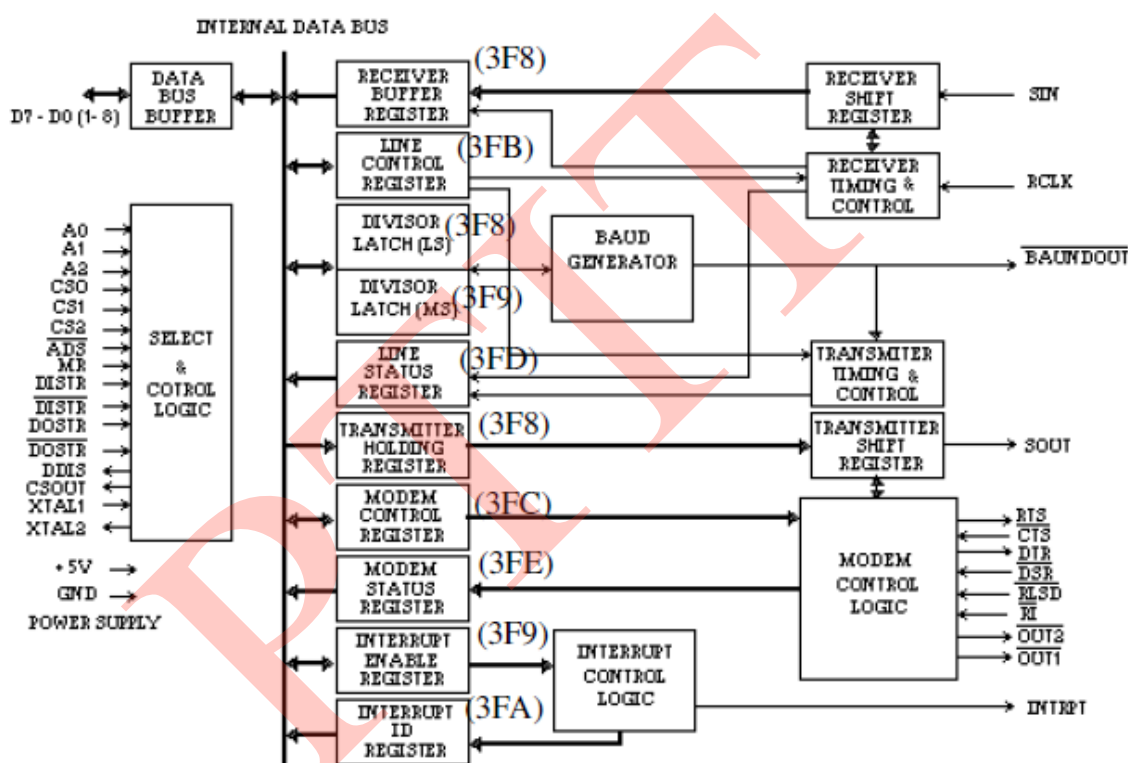 INTERNAL DATA BUS
DATA
BUS
BUFFER
D7 - D0 (1- 8)
RECEIVER
BUFFER
REGISTER
(3F8)
RECEIVER
SHIFT
REGISTER
SIN
LINE
CONTROL
REGISTER
(3FB)
RECEIVER
TIMING &
CONTROL
RCLK
DIVISOR
LATCH (LS)
(3F8)
DIVISOR
LATCH (MS)
(3F9)
BAUD
GENERATOR
BAUNDOUT
A0
A1
A2
CS0
CS1
CS2
ADS
MR
DISTR
DISTR
DOSTR
DOSTR
DDIS
CSOUT
XTAL1
XTAL2
SELECT
&
COTROL
LOGIC
+5V
GND
POWER SUPPLY
LINE
STATUS
REGISTER
(3FD)
TRANSMITER
TIMING &
CONTROL
TRANSMITTER
HOLDING
REGISTER
(3F8)
TRANSMITTER
SHIFT
REGISTER
SOUT
MODEM
CONTROL
REGISTER
(3FC)
MODEM
STATUS
REGISTER
(3FE)
MODEM
CONTROL
LOGIC
RTS
CTS
DTR
DSR
RLSD
RI
OUT2
OUT1
INTERRUPT
ENABLE
REGISTER
(3F9)
INTERRUPT
CONTROL
LOGIC
INTRPT
INTERRUPT
ID
REGISTER
(3FA)
PTIT